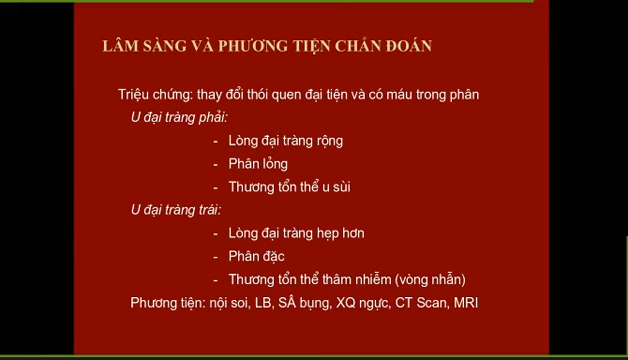 LÂM SÀNG VÀ PHƯƠNG TIỆN CHẨN ĐOÁN
Triệu chứng: thay đổi thói quen đại tiện và có máu trong phân
U đại tràng phải:
- Lòng đại tràng rộng
- Phân lỏng
- Thương tổn thể u sùi
U đại tràng trái:
- Lòng đại tràng hẹp hơn
- Phân đặc
- Thương tổn thể thâm nhiễm (vòng nhẫn)
Phương tiện: nội soi, LB, SÂ bụng, XQ ngực, CT Scan, MRI